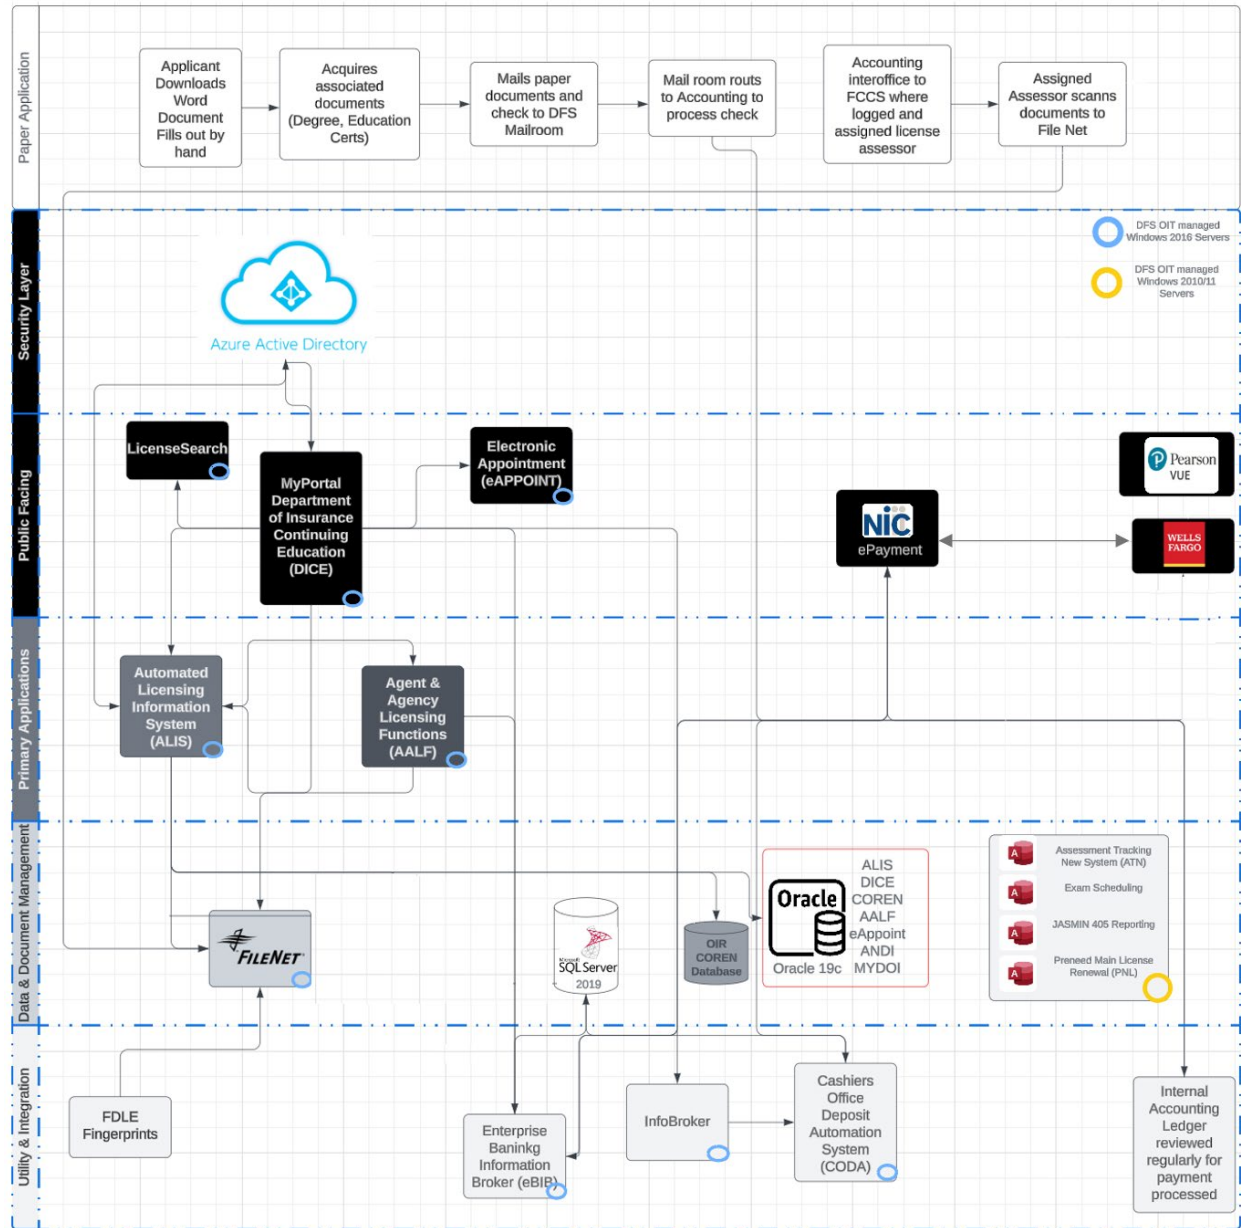 Paper Application
Applicant
Downloads
Word
Document
Fills out by
hand
Acquires
associated
documents
(Degree, Education
Certs)
Mails paper
documents and
check to DFS
Mailroom
Mail room routs
to Accounting to
process check
Accounting
interoffice to
FCCS where
logged and
assigned license
assessor
Assigned
Assessor scanns
documents to
File Net
Security Layer
Azure Active Directory
DFS OIT managed
Windows 2016 Servers
DFS OIT managed
Windows 2010/11
Servers
Public Facing
LicenseSearch
MyPortal
Department
of Insurance
Continuing
Education
(DICE)
Electronic
Appointment
(eAPPOINT)
NIC
ePayment
Pearson
VUE
WELLS
FARGO
Primary Applications
Automated
Licensing
Information
System
(ALIS)
Agent &
Agency
Licensing
Functions
(AALF)
Data & Document Management
FILENET
Microsoft
SQL Server
2019
OIR
COREN
Database
Oracle
Oracle 19c
ALIS
DICE
COREN
AALF
eAppoint
ANDI
MYDOI
A
Assessment Tracking
New System (ATN)
A
Exam Scheduling
A
JASMIN 405 Reporting
A
Preneed Main License
Renewal (PNL)
Utility & Integration
FDLE
Fingerprints
Enterprise
Baninkg
Information
Broker (eBIB)
InfoBroker
Cashiers
Office
Deposit
Automation
System
(CODA)
Internal
Accounting
Ledger
reviewed
regularly for
payment
processed